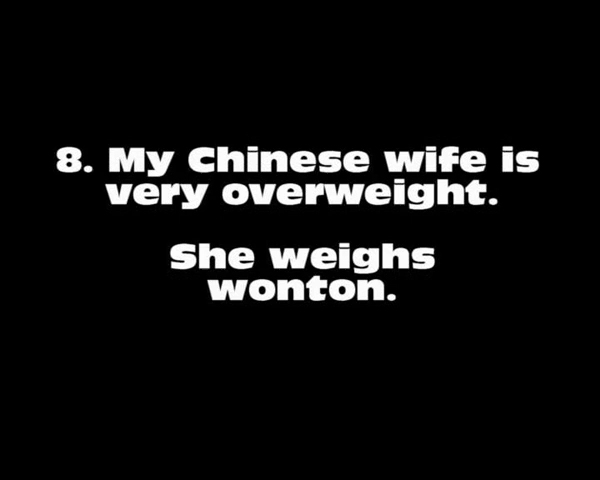 8. My Chinese wife is
very overweight.
She weighs
wonton.